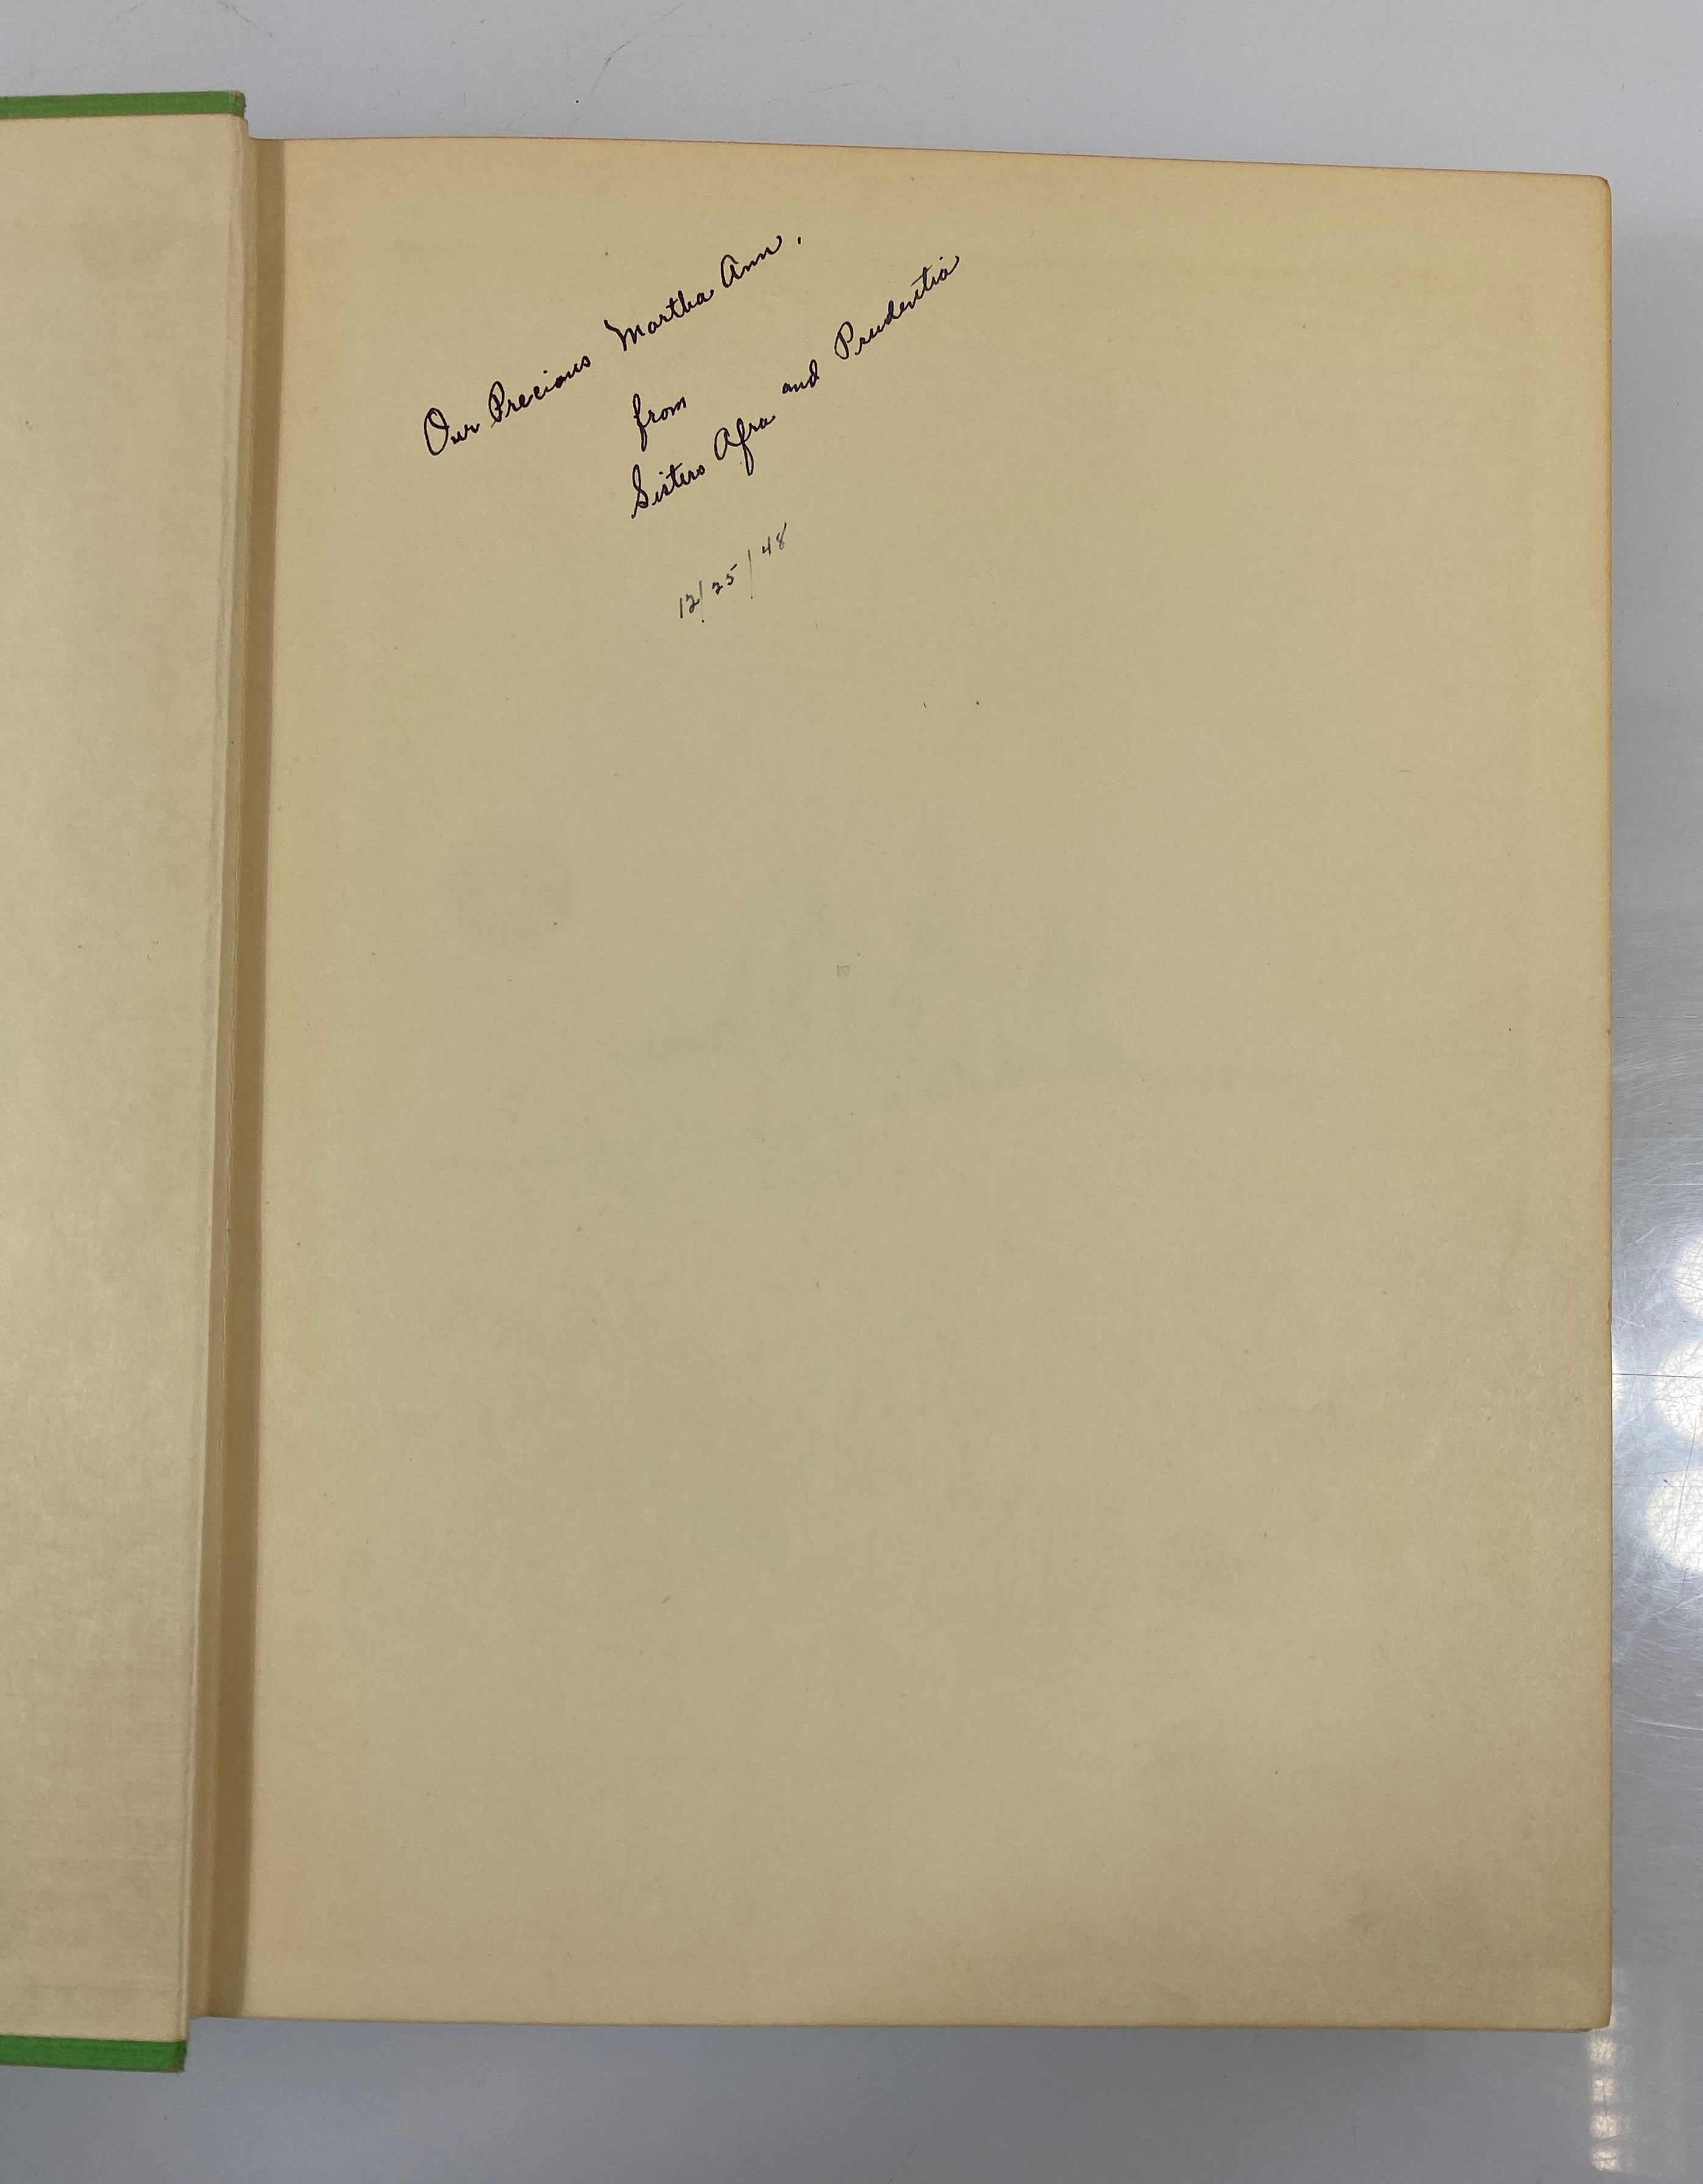 Our Precious Martha Ann,
from
Sisters Afra and Prudentia
12/25/48